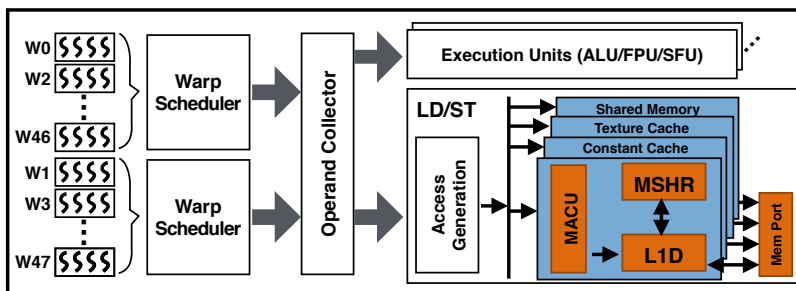 W0
W2
W46
W1
W3
W47
Warp
Scheduler
Warp
Scheduler
Operand Collector
Execution Units (ALU/FPU/SFU)
LD/ST
Access
Generation
Shared Memory
Texture Cache
Constant Cache
MACU
MSHR
L1D
Mem Port